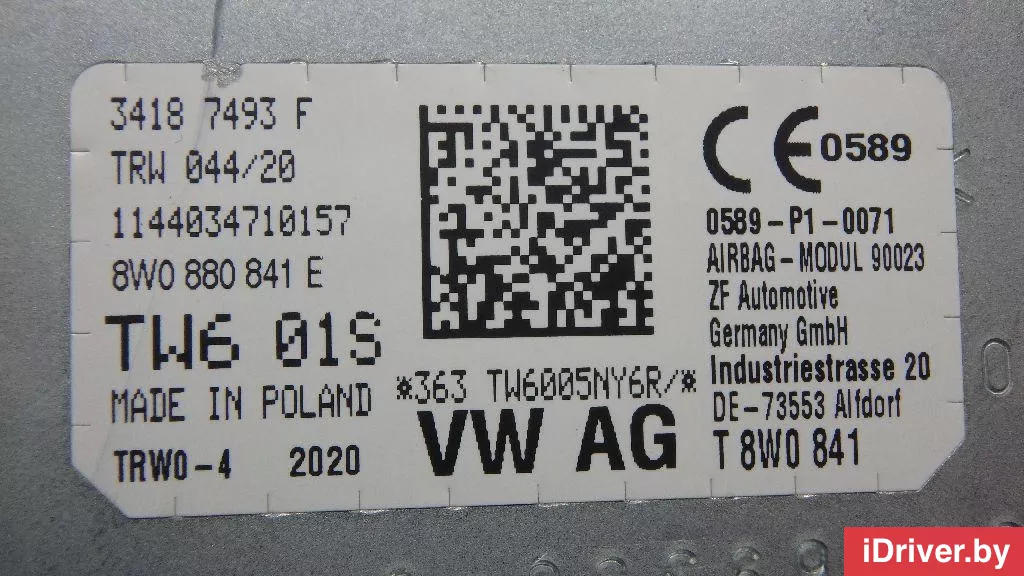 3418 7493 F
TRW 044/20
1144034710157
8W0 880 841 E
TW6 01S
MADE IN POLAND
TRW0-4 2020
*363 TW6005NY6R/*
VW AG
CE 0589
0589-P1-0071
AIRBAG-MODUL 90023
ZF Automotive
Germany GmbH
Industriestrasse 20
DE-73553 Alfdorf
T 8W0 841
iDriver.by